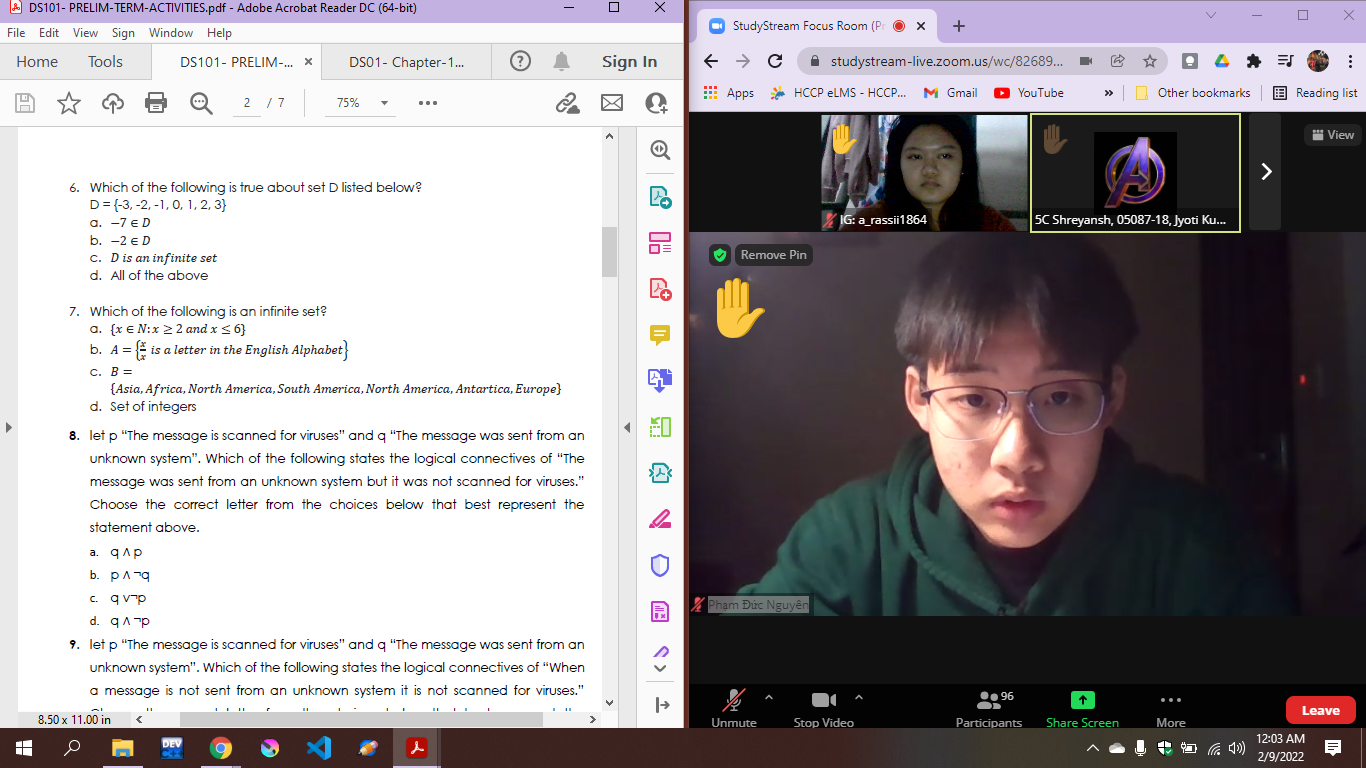 DS101- PRELIM-TERM-ACTIVITIES.pdf - Adobe Acrobat Reader DC (64-bit)
File Edit View Sign Window Help
Home Tools DS101- PRELIM-... × DS01- Chapter-1... Sign In
2 / 7 75%
6. Which of the following is true about set D listed below?
D = {-3, -2, -1, 0, 1, 2, 3}
a. −7 ∈ D
b. −2 ∈ D
c. D is an infinite set
d. All of the above
7. Which of the following is an infinite set?
a. {x ∈ N: x ≥ 2 and x ≤ 6}
b. A = {x/x is a letter in the English Alphabet}
c. B =
{Asia, Africa, North America, South America, North America, Antartica, Europe}
d. Set of integers
8. let p “The message is scanned for viruses” and q “The message was sent from an
unknown system”. Which of the following states the logical connectives of “The
message was sent from an unknown system but it was not scanned for viruses.”
Choose the correct letter from the choices below that best represent the
statement above.
a. q ∧ p
b. p ∧ ¬q
c. q v¬p
d. q ∧ ¬p
9. let p “The message is scanned for viruses” and q “The message was sent from an
unknown system”. Which of the following states the logical connectives of “When
a message is not sent from an unknown system it is not scanned for viruses.”
8.50 x 11.00 in
StudyStream Focus Room (Pr
studystream-live.zoom.us/wc/82689...
Apps HCCP eLMS - HCCP... Gmail YouTube » Other bookmarks Reading list
View
IG: a_rassii1864
5C Shreyansh, 05087-18, Jyoti Ku...
Remove Pin
Phạm Đức Nguyên
96
Unmute Stop Video Participants Share Screen More Leave
DEV
12:03 AM
2/9/2022